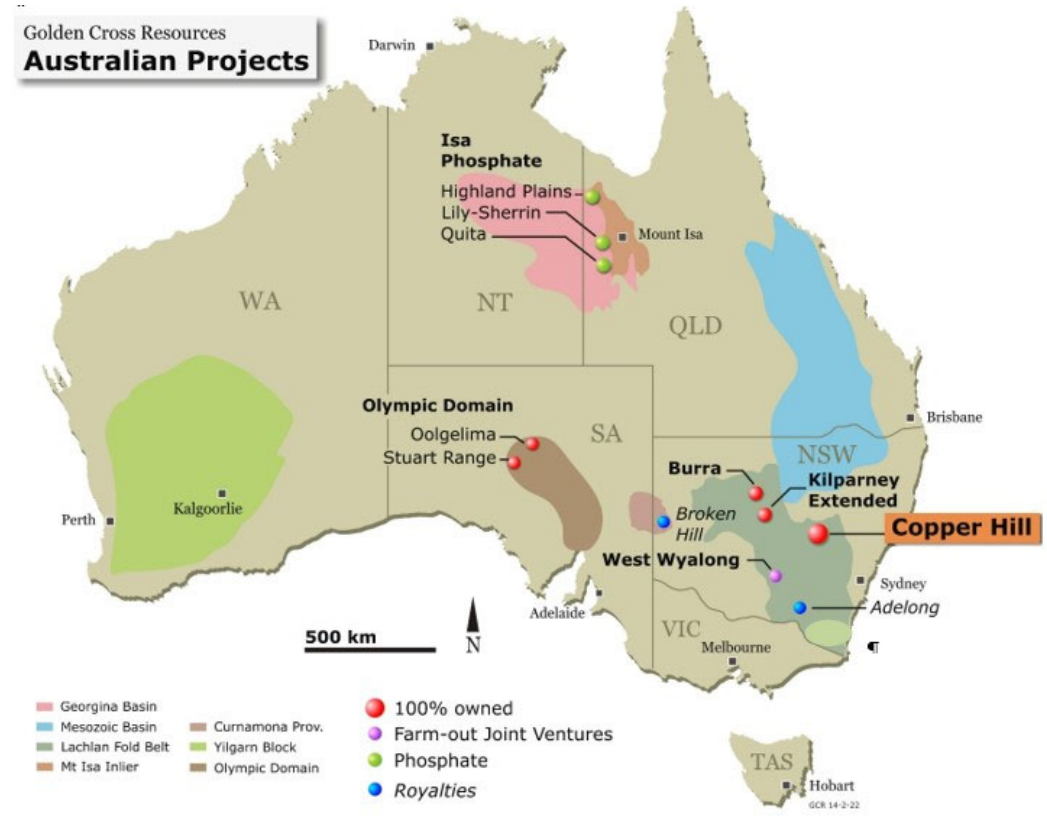 Golden Cross Resources
Australian Projects
Darwin
Isa
Phosphate
Highland Plains
Lily-Sherrin
Quita
Mount Isa
WA
NT
QLD
Olympic Domain
Oolgelima
Stuart Range
SA
Brisbane
NSW
Burra
Kilparney
Extended
Kalgoorlie
Perth
Broken
Hill
Copper Hill
West Wyalong
Sydney
Adelong
Adelaide
500 km
N
VIC
Melbourne
¶
Georgina Basin
Mesozoic Basin
Lachlan Fold Belt
Mt Isa Inlier
Curnamona Prov.
Yilgarn Block
Olympic Domain
100% owned
Farm-out Joint Ventures
Phosphate
Royalties
TAS
Hobart
GCR 14-2-22